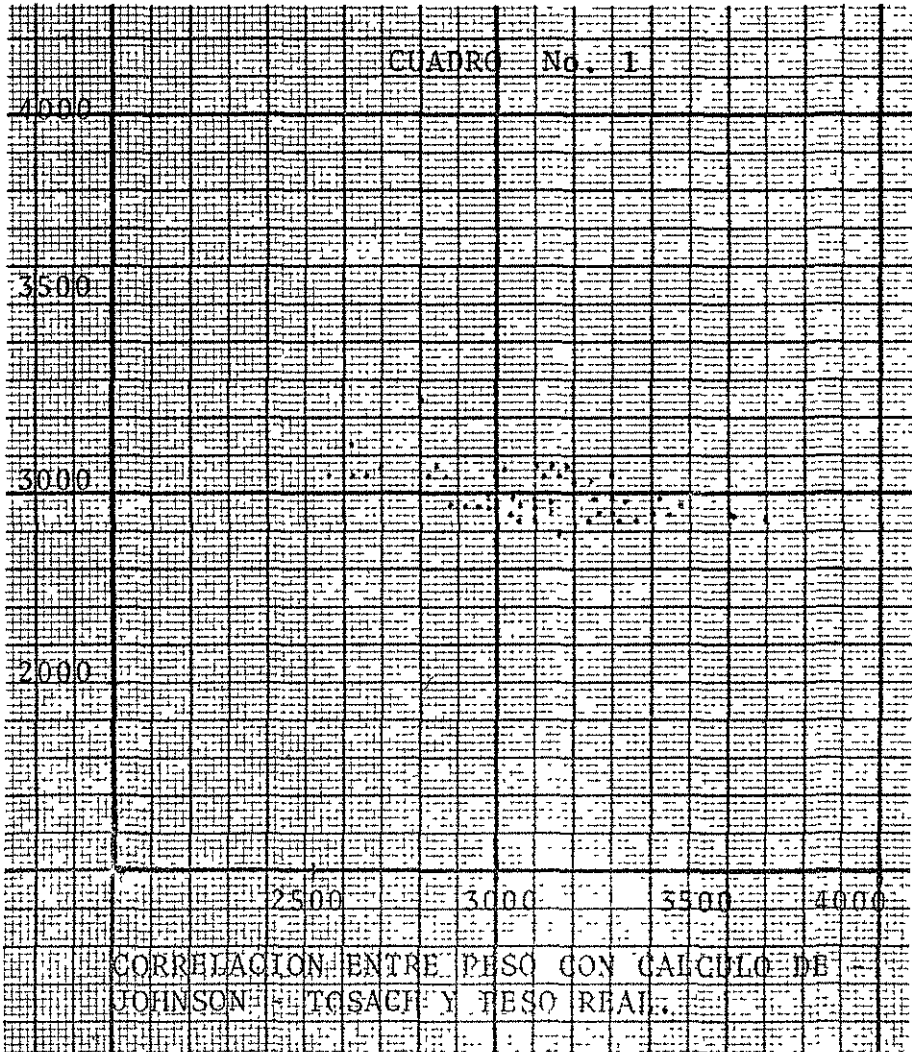 CUADRO No. 1
4000
3500
3000
2000
2500 3000 3500 4000
CORRELACION ENTRE PESO CON CALCULO DE -
JOHNSON - TOSACH Y PESO REAL.